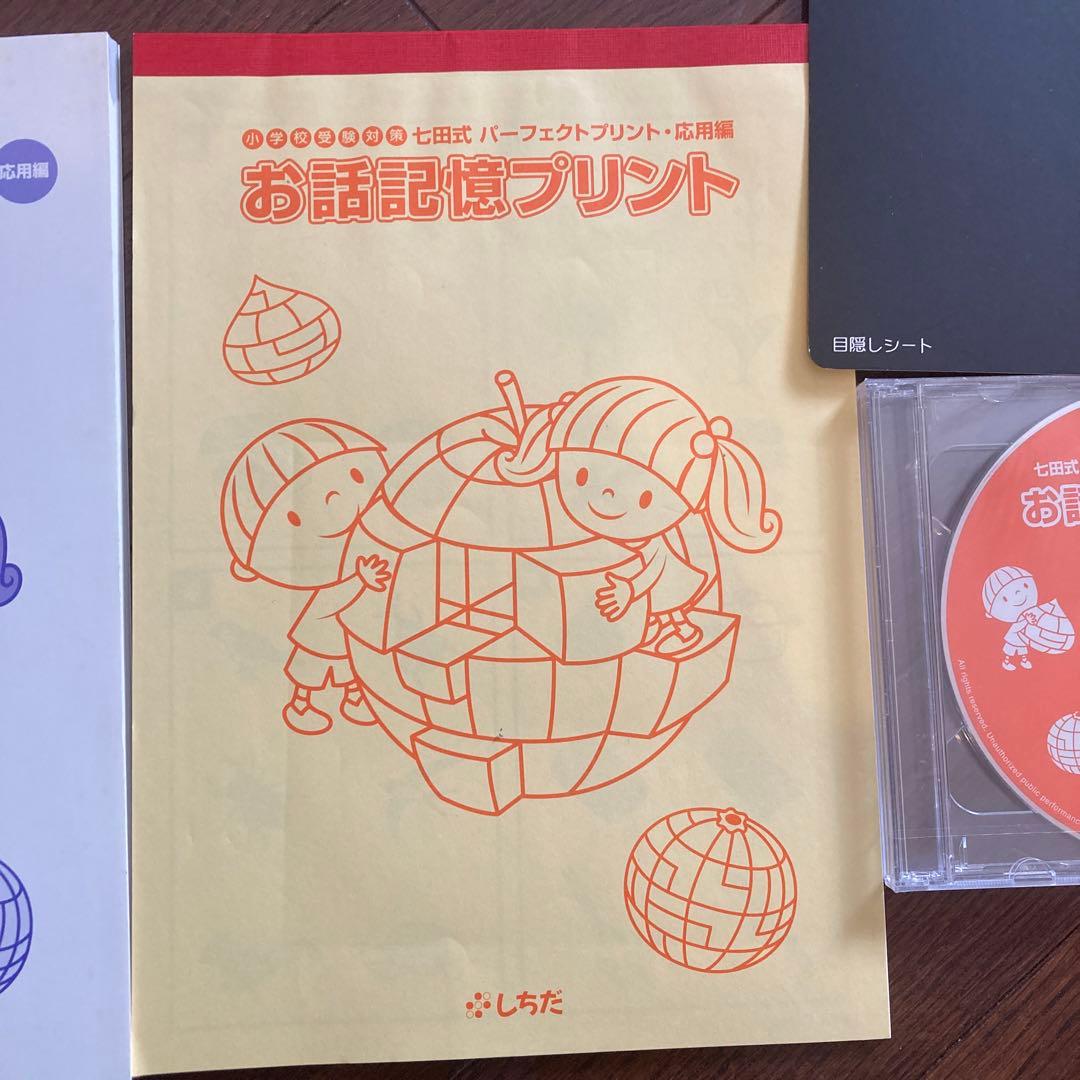 応用編
小学校受験対策 七田式 パーフェクトプリント・応用編
お話記憶プリント
しちだ
目隠しシート
七田式
お話
All rights reserved. Unauthorized public performanc